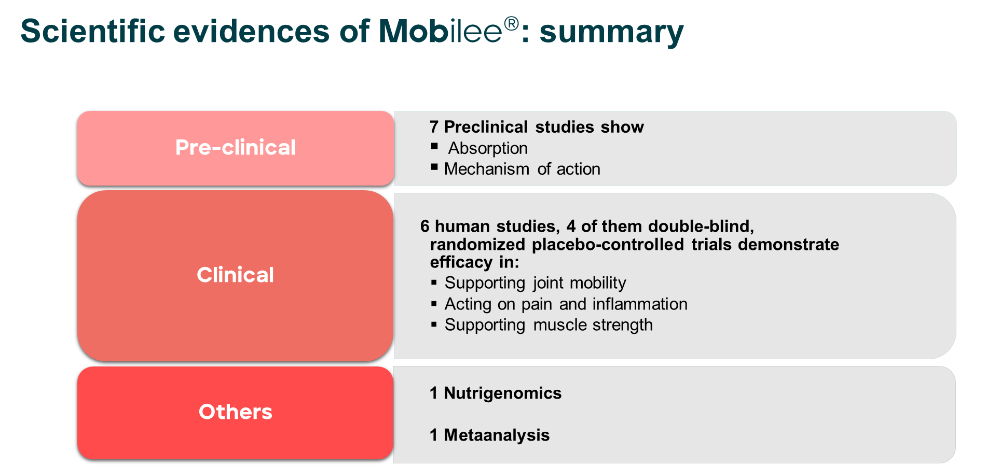 Scientific evidences of Mobilee®: summary
Pre-clinical
7 Preclinical studies show
▪ Absorption
▪ Mechanism of action
Clinical
6 human studies, 4 of them double-blind,
randomized placebo-controlled trials demonstrate
efficacy in:
▪ Supporting joint mobility
▪ Acting on pain and inflammation
▪ Supporting muscle strength
Others
1 Nutrigenomics
1 Metaanalysis